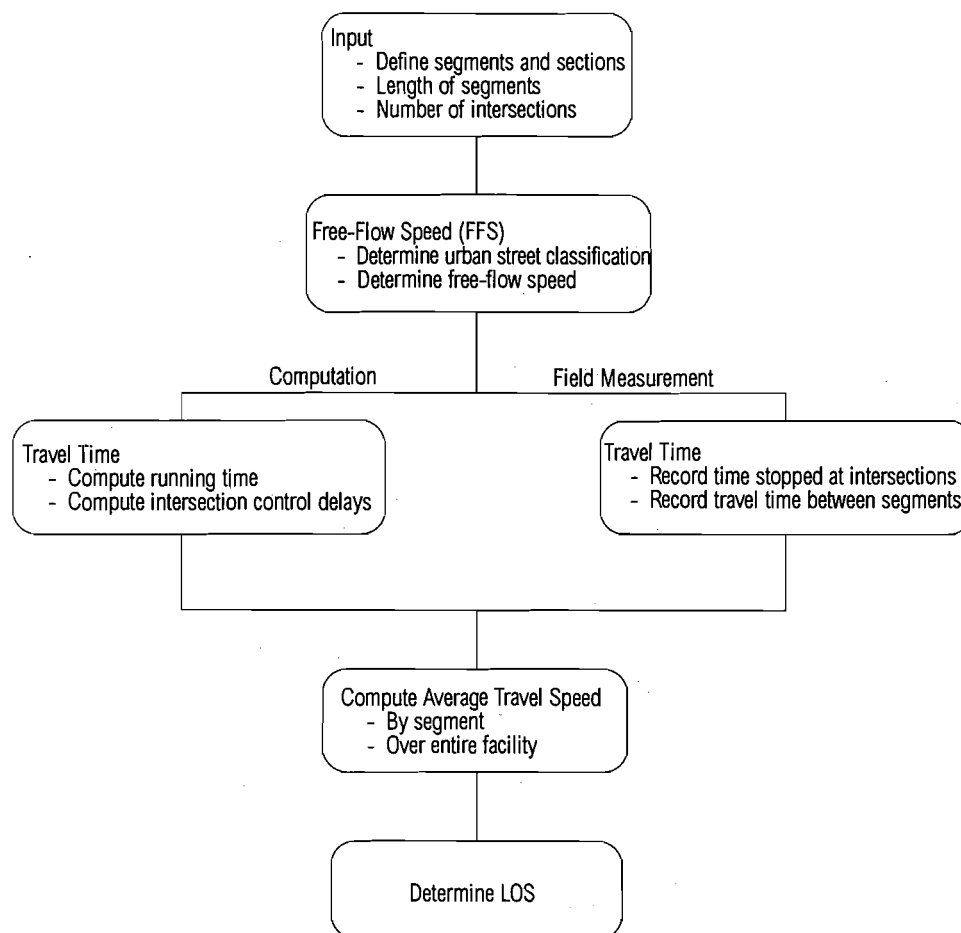 Input
- Define segments and sections
- Length of segments
- Number of intersections
Free-Flow Speed (FFS)
- Determine urban street classification
- Determine free-flow speed
Computation
Field Measurement
Travel Time
- Compute running time
- Compute intersection control delays
Travel Time
- Record time stopped at intersections
- Record travel time between segments
Compute Average Travel Speed
- By segment
- Over entire facility
Determine LOS